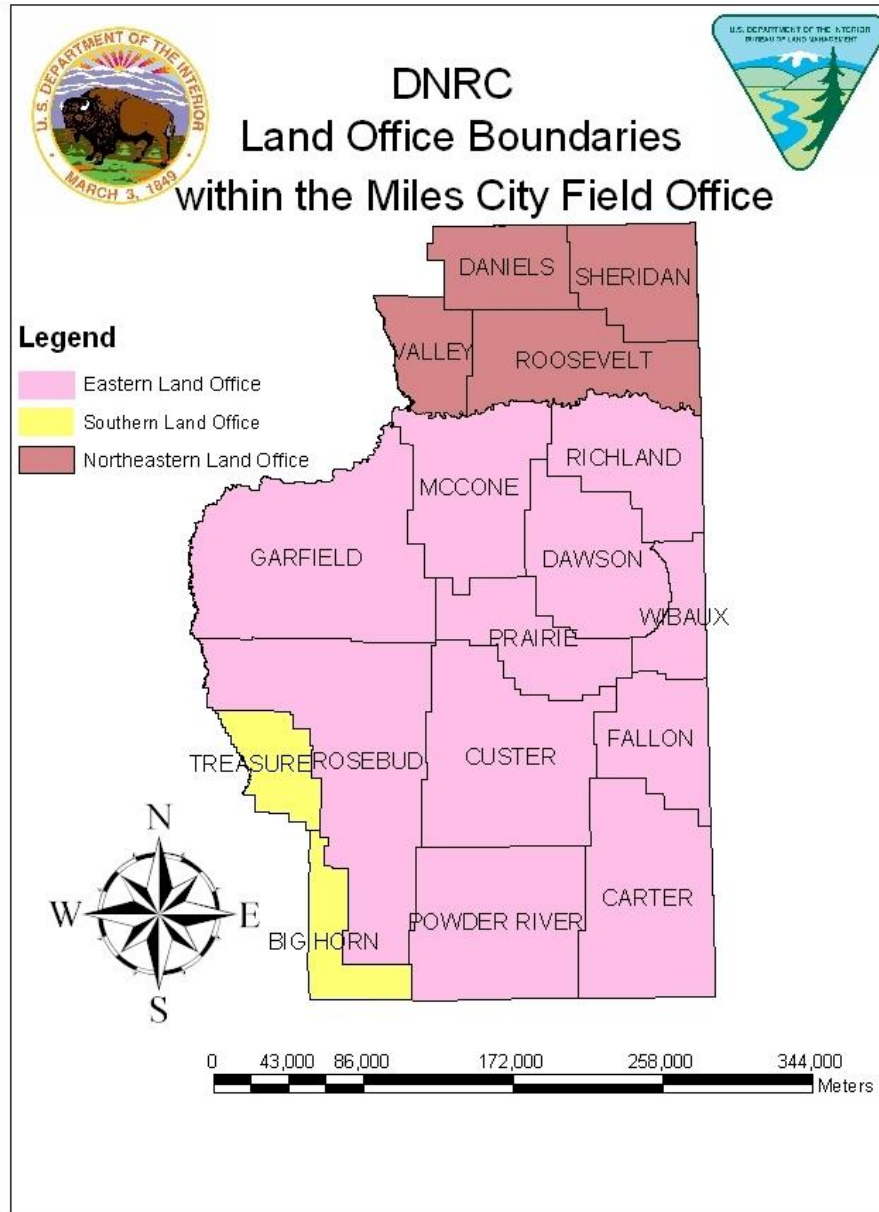 U. S. DEPARTMENT OF THE INTERIOR
MARCH 3, 1849
U.S. DEPARTMENT OF THE INTERIOR
BUREAU OF LAND MANAGEMENT
DNRC
Land Office Boundaries
within the Miles City Field Office
DANIELS
SHERIDAN
VALLEY
ROOSEVELT
Legend
Eastern Land Office
Southern Land Office
Northeastern Land Office
RICHLAND
MCCONE
GARFIELD
DAWSON
WIBAUX
PRAIRIE
FALLON
TREASURE
ROSEBUD
CUSTER
CARTER
POWDER RIVER
BIG HORN
N
W
E
S
0 43,000 86,000 172,000 258,000 344,000
Meters